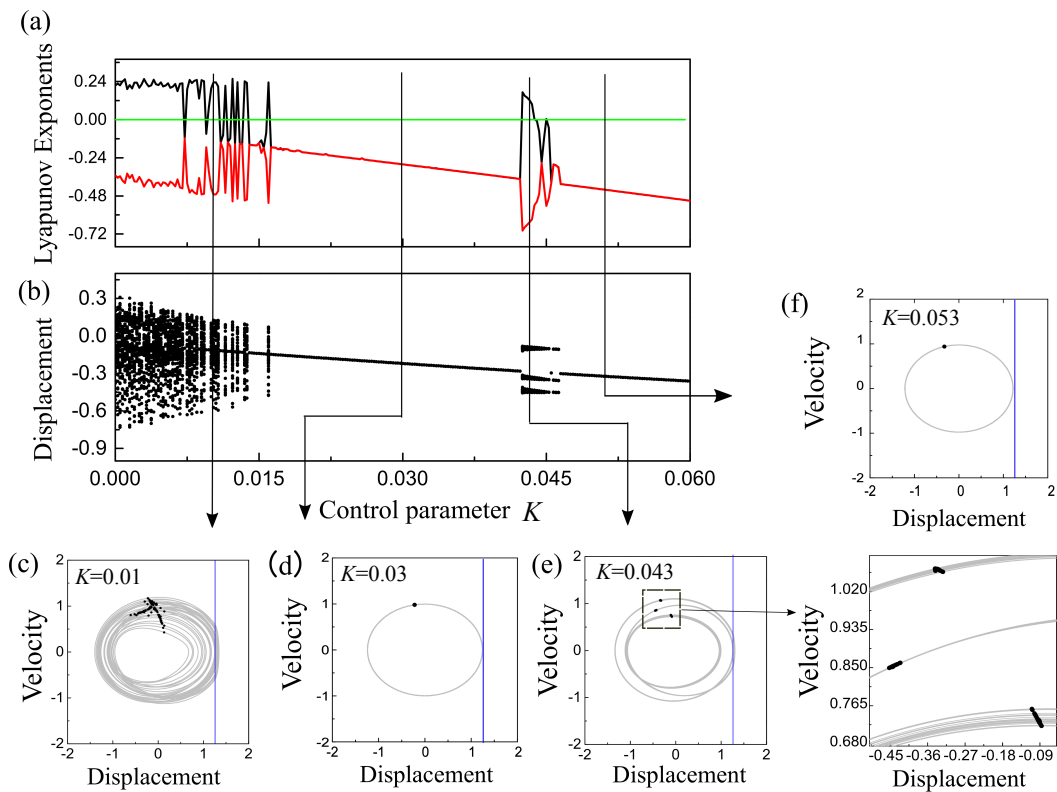 (a)
Lyapunov Exponents
0.24
0.00
-0.24
-0.48
-0.72
(b)
Displacement
0.3
0.0
-0.3
-0.6
-0.9
0.000
0.015
0.030
0.045
0.060
Control parameter K
(f)
K=0.053
Velocity
2
1
0
-1
-2
-2
-1
0
1
2
Displacement
(c)
K=0.01
Velocity
2
1
0
-1
-2
-2
-1
0
1
2
Displacement
(d)
K=0.03
Velocity
2
1
0
-1
-2
-2
-1
0
1
2
Displacement
(e)
K=0.043
Velocity
2
1
0
-1
-2
-2
-1
0
1
2
Displacement
Velocity
1.020
0.935
0.850
0.765
0.680
-0.45
-0.36
-0.27
-0.18
-0.09
Displacement